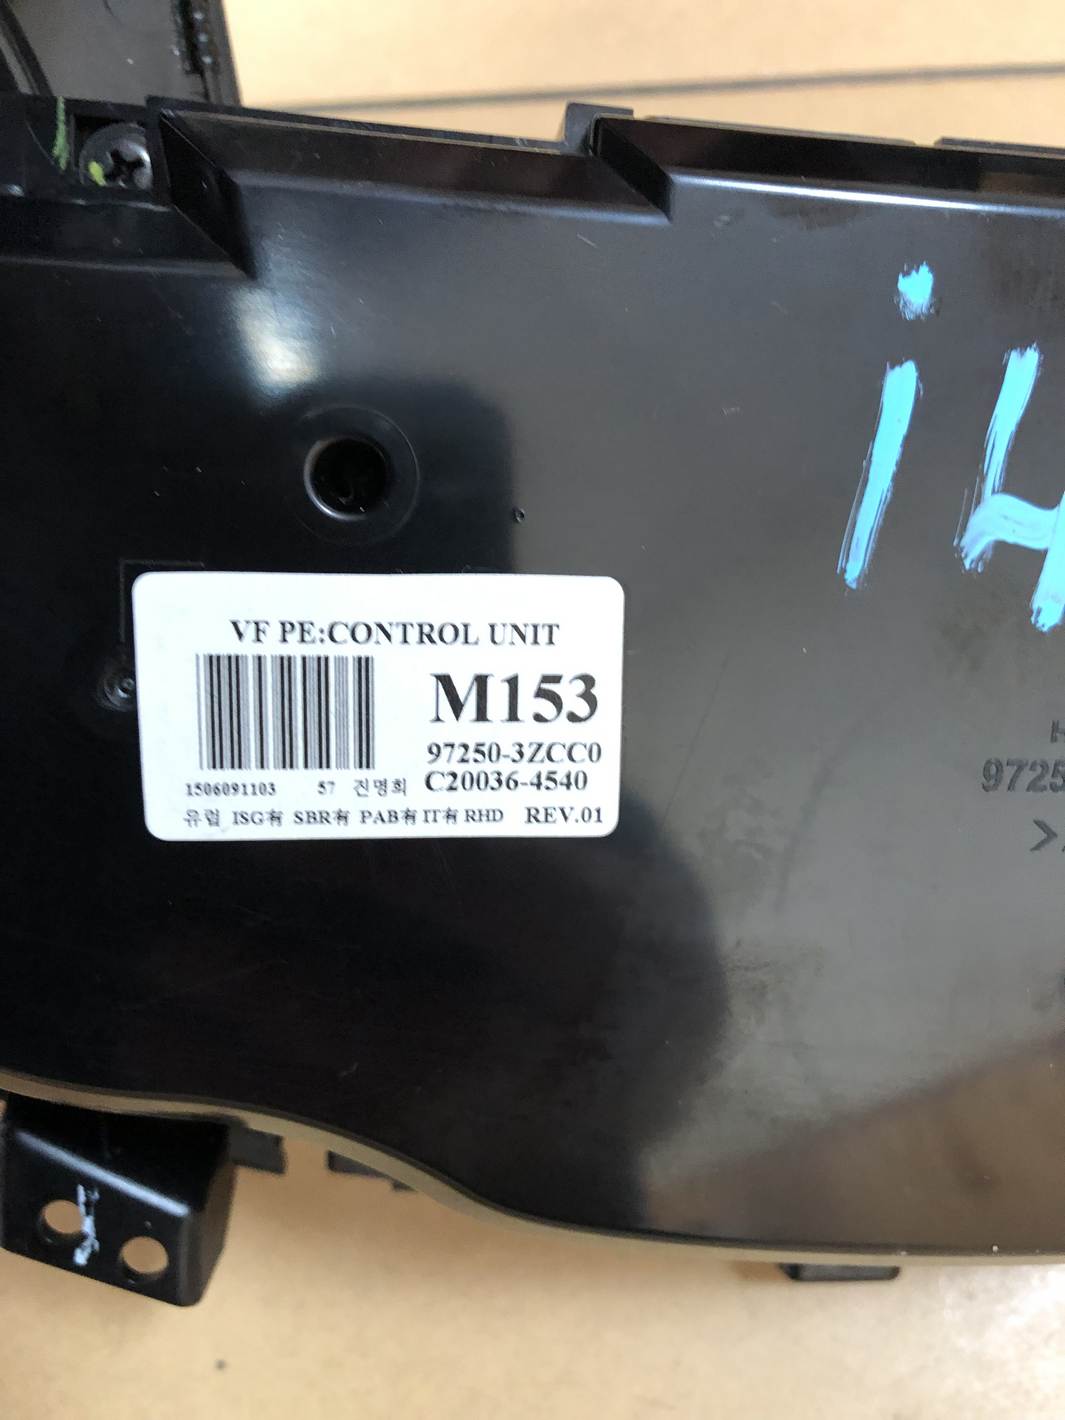 i4
VF PE:CONTROL UNIT
M153
97250-3ZCC0
1506091103 57 진명희 C20036-4540
유럽 ISG有 SBR有 PAB有 IT有 RHD REV.01
9725
>